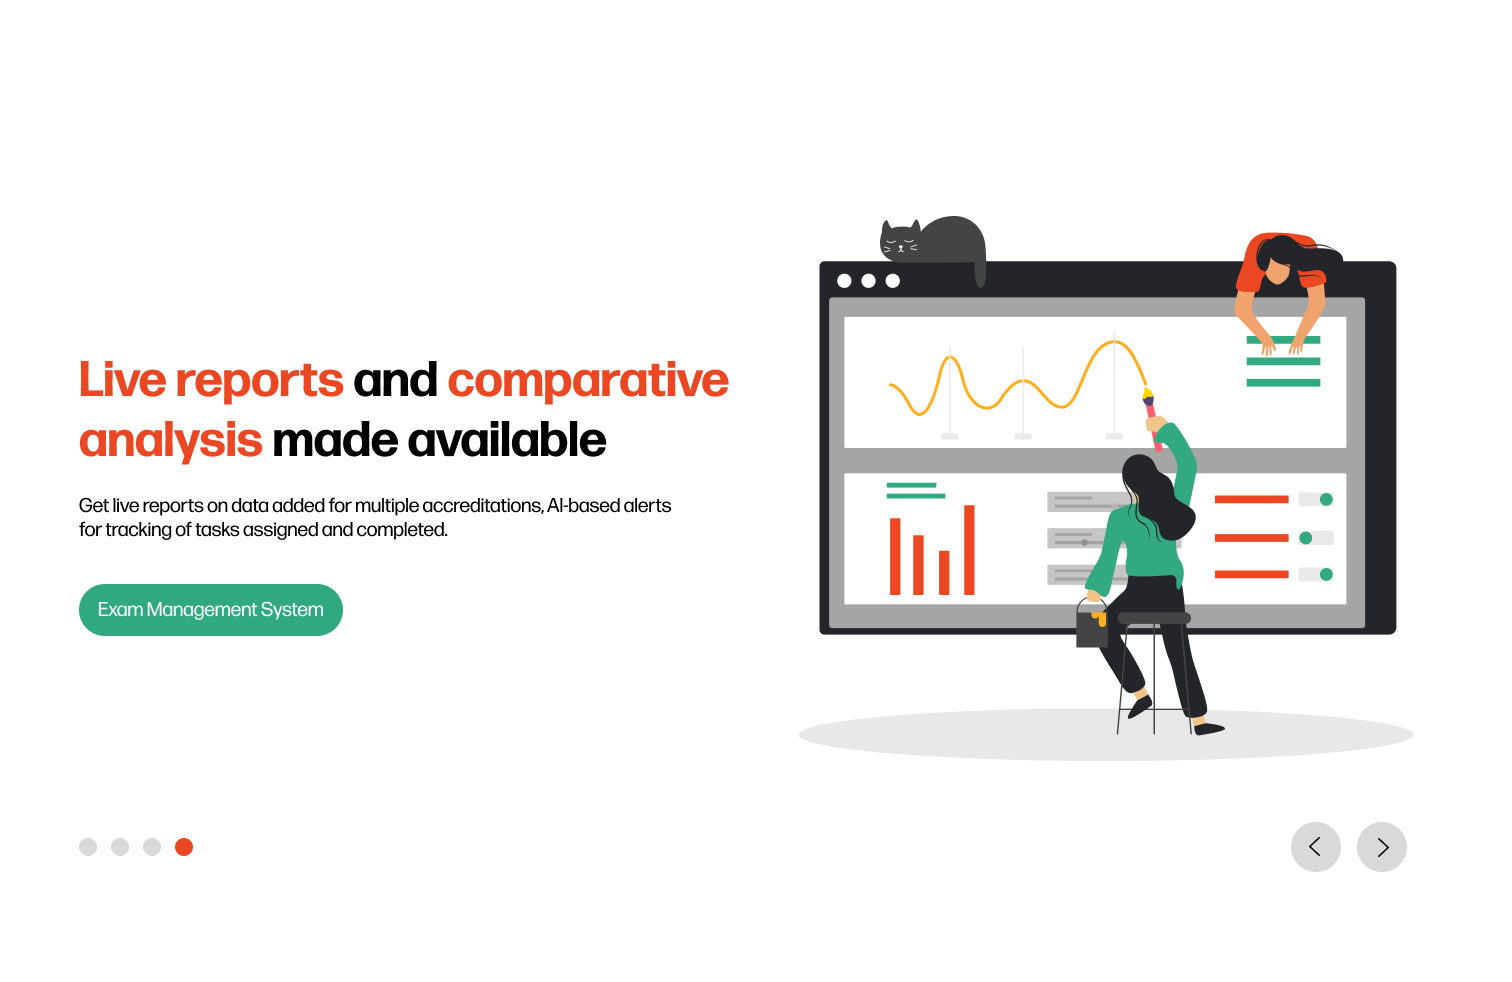 Live reports and comparative
analysis made available
Get live reports on data added for multiple accreditations, AI-based alerts
for tracking of tasks assigned and completed.
Exam Management System